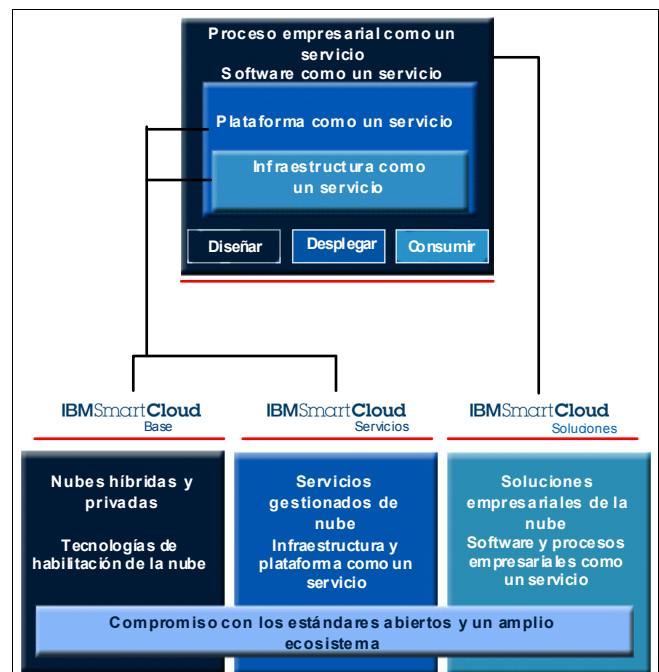 Proceso empresarial como un
servicio
Software como un servicio
Plataforma como un servicio
Infraestructura como
un servicio
Diseñar
Desplegar
Consumir
IBMSmartCloud
Base
IBMSmartCloud
Servicios
IBMSmartCloud
Soluciones
Nubes híbridas y
privadas
Tecnologías de
habilitación de la nube
Servicios
gestionados de
nube
Infraestructura y
plataforma como un
servicio
Soluciones
empresariales de la
nube
Software y procesos
empresariales como
un servicio
Compromiso con los estándares abiertos y un amplio
ecosistema